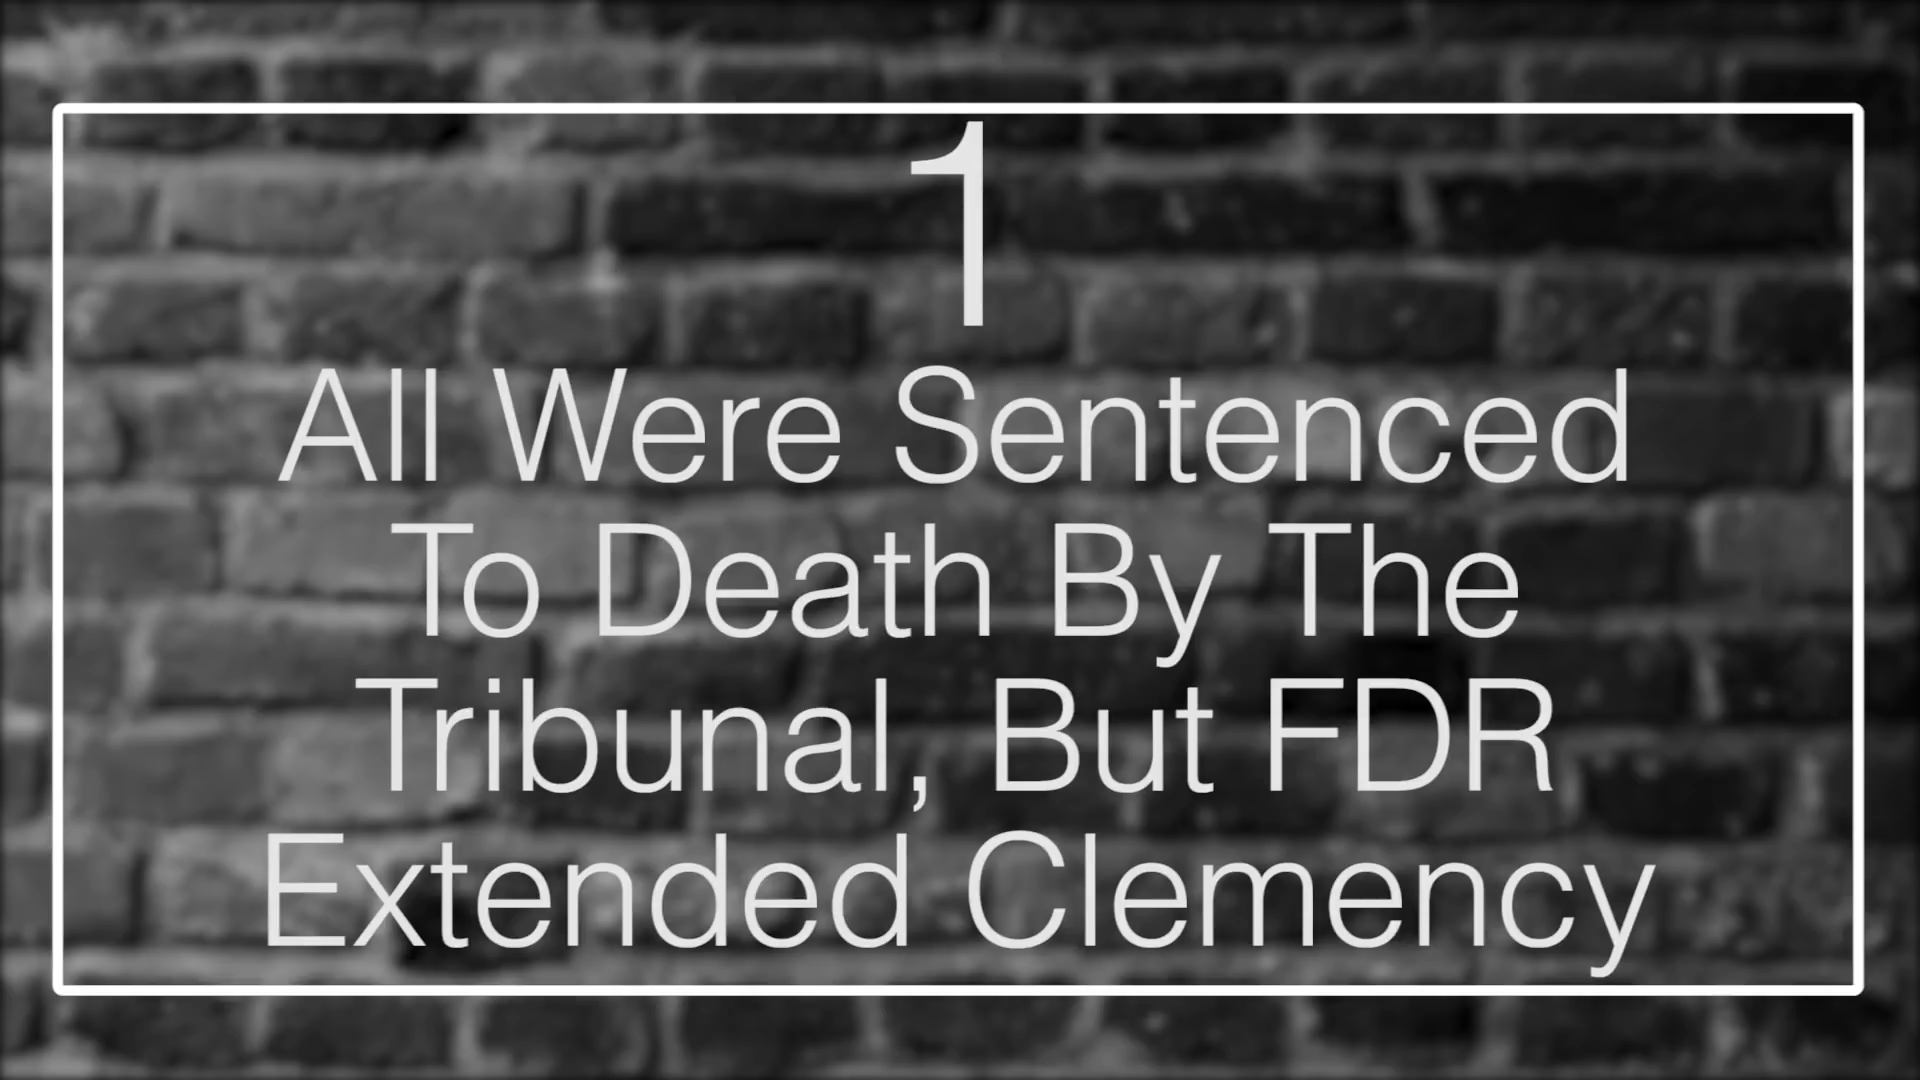 1
All Were Sentenced
To Death By The
Tribunal, But FDR
Extended Clemency